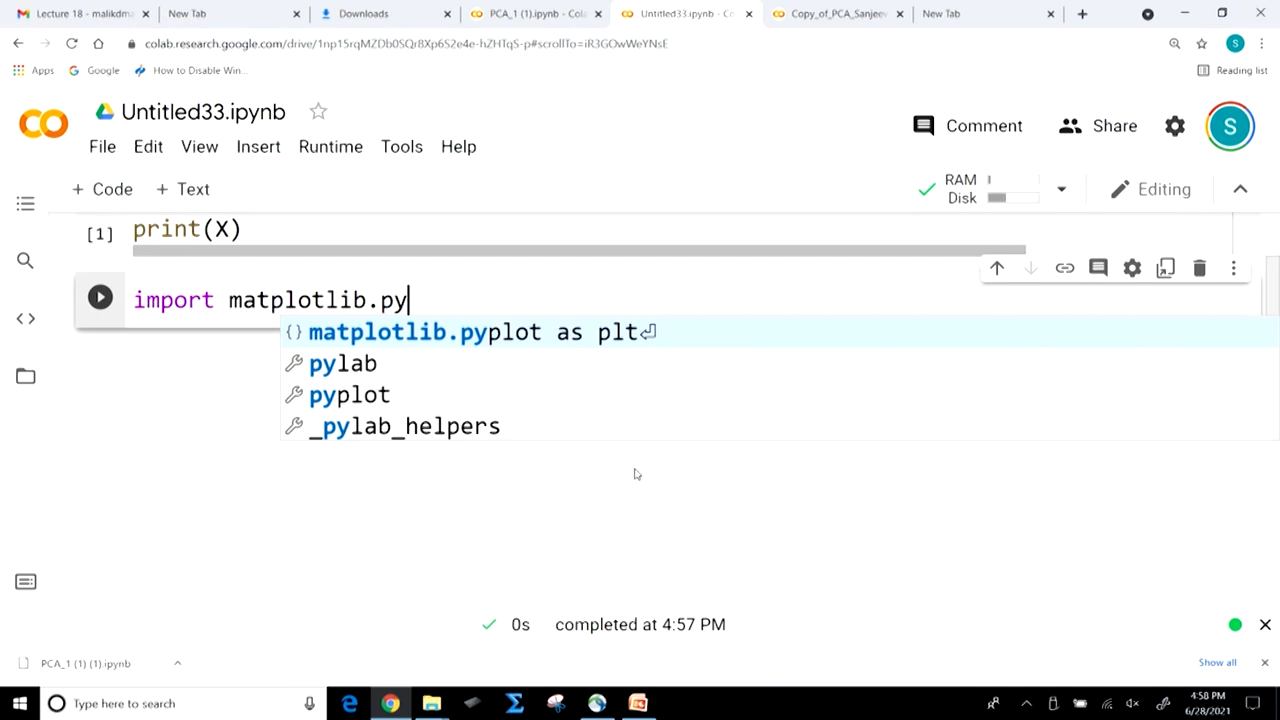 Lecture 18 - malikdma
New Tab
Downloads
PCA_1 (1).ipynb - Cola
Untitled33.ipynb - Co
Copy_of_PCA_Sanjeev
New Tab
colab.research.google.com/drive/1np15rqMZDb0SQr8Xp6S2e4e-hZHTqS-p#scrollTo=iR3GOwWeYNsE
S
Apps
Google
How to Disable Win...
Reading list
CO
Untitled33.ipynb
Comment
Share
S
File Edit View Insert Runtime Tools Help
+ Code + Text
RAM
Disk
Editing
[1] print(X)
import matplotlib.py
{} matplotlib.pyplot as plt
pylab
pyplot
_pylab_helpers
0s completed at 4:57 PM
PCA_1 (1) (1).ipynb
Show all
Type here to search
4:58 PM
6/28/2021